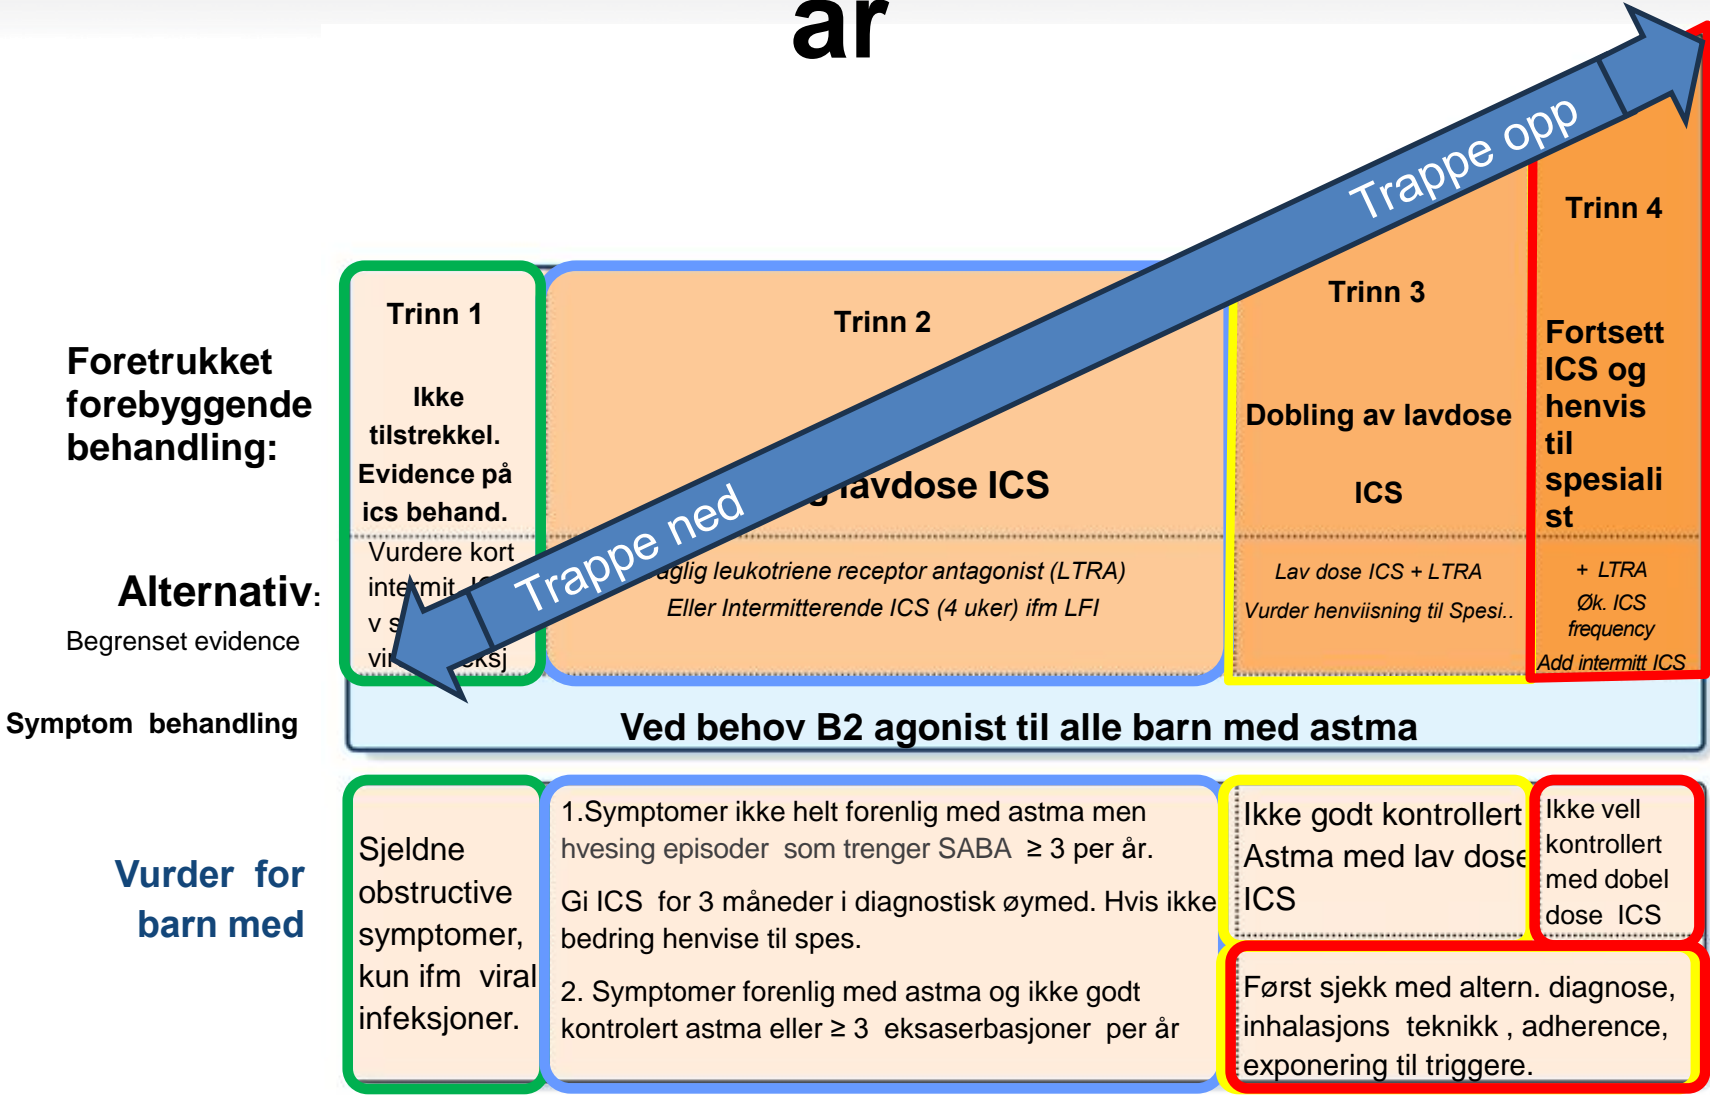 år
Trappe opp
Trappe ned
Foretrukket
forebyggende
behandling:
Trinn 1
Ikke
tilstrekkel.
Evidence på
ics behand.
Trinn 2
lavdose ICS
Trinn 3
Dobling av lavdose
ICS
Trinn 4
Fortsett
ICS og
henvis
til
spesiali
st
Alternativ:
Begrenset evidence
Vurdere kort
leukotriene receptor antagonist (LTRA)
Eller Intermitterende ICS (4 uker) ifm LFI
Lav dose ICS + LTRA
Vurder henviisning til Spesi..
+ LTRA
Øk. ICS
frequency
Add intermitt ICS
Symptom behandling
Ved behov B2 agonist til alle barn med astma
Vurder for
barn med
Sjeldne
obstructive
symptomer,
kun ifm viral
infeksjoner.
1.Symptomer ikke helt forenlig med astma men
hvesing episoder som trenger SABA ≥ 3 per år.
Gi ICS for 3 måneder i diagnostisk øymed. Hvis ikke
bedring henvise til spes.
2. Symptomer forenlig med astma og ikke godt
kontrolert astma eller ≥ 3 eksaserbasjoner per år
Ikke godt kontrollert
Astma med lav dose
ICS
Ikke vell
kontrollert
med dobel
dose ICS
Først sjekk med altern. diagnose,
inhalasjons teknikk , adherence,
exponering til triggere.